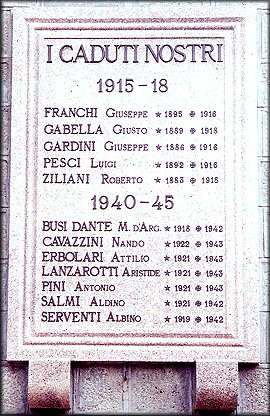 I CADUTI NOSTRI
1915-18
FRANCHI GIUSEPPE ★ 1895 ✠ 1916
GABELLA GIUSTO ★ 1889 ✠ 1918
GARDINI GIUSEPPE ★ 1886 ✠ 1916
PESCI LUIGI ★ 1892 ✠ 1916
ZILIANI ROBERTO ★ 1883 ✠ 1918
1940-45
BUSI DANTE M. D'ARG. ★ 1918 ✠ 1942
CAVAZZINI NANDO ★ 1922 ✠ 1943
ERBOLARI ATTILIO ★ 1921 ✠ 1943
LANZAROTTI ARISTIDE ★ 1921 ✠ 1943
PINI ANTONIO ★ 1921 ✠ 1943
SALMI ALDINO ★ 1921 ✠ 1942
SERVENTI ALBINO ★ 1919 ✠ 1942